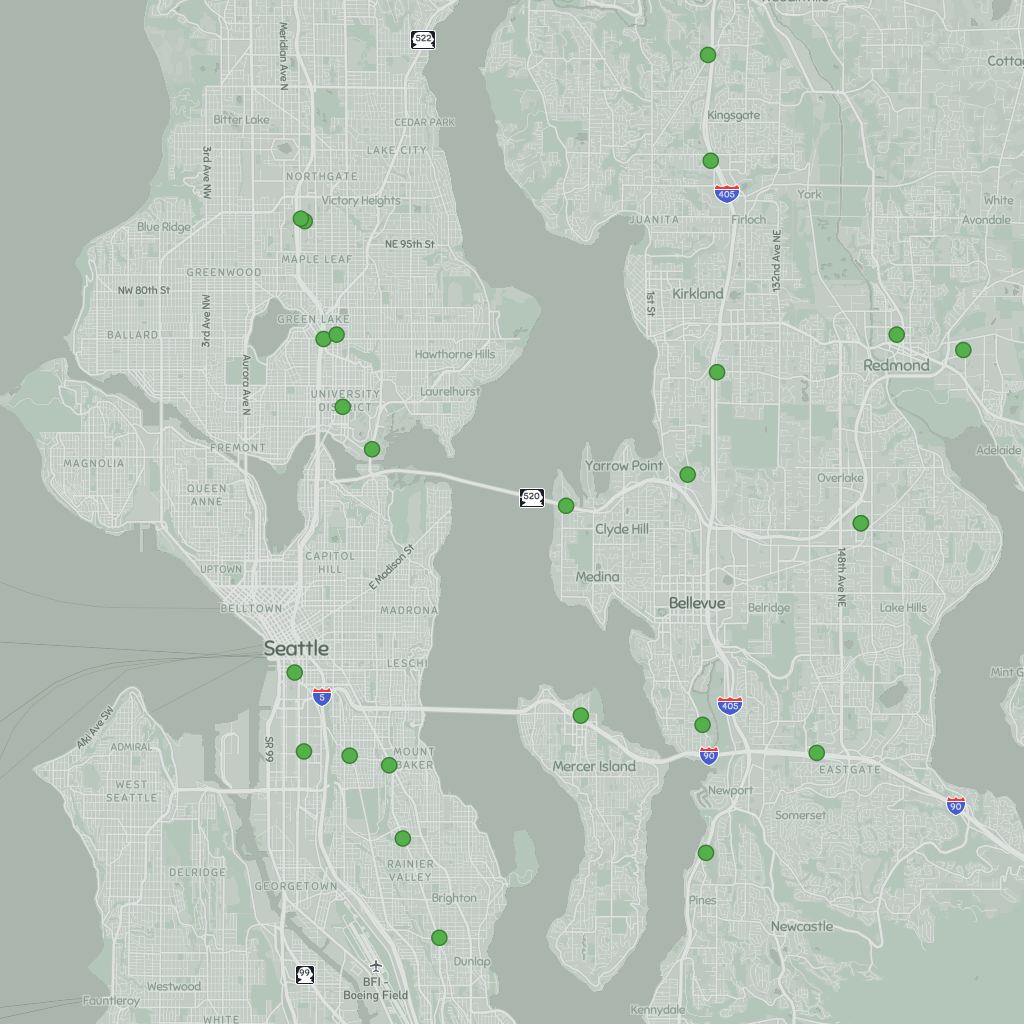 522
Meridian Ave N
Cottag
CEDAR PARK
Bitter Lake
Kingsgate
LAKE CITY
3rd Ave NW
NORTHGATE
405
York
White
Victory Heights
JUANITA
Firloch
Avondale
Blue Ridge
NE 95th St
MAPLE LEAF
132nd Ave NE
GREENWOOD
NW 80th St
Kirkland
1st St
3rd Ave NW
GREEN LAKE
BALLARD
Hawthorne Hills
Redmond
Aurora Ave N
Laurelhurst
UNIVERSITY
DISTRICT
FREMONT
Adelaide
MAGNOLIA
Yarrow Point
Overlake
QUEEN
ANNE
520
Clyde Hill
CAPITOL
HILL
E Madison St
UPTOWN
148th Ave NE
Medina
BELLTOWN
MADRONA
Bellevue
Belridge
Lake Hills
Seattle
LESCHI
Mint G
5
405
Alki Ave SW
ADMIRAL
SR 99
MOUNT
BAKER
90
Mercer Island
EASTGATE
WEST
SEATTLE
Newport
90
Somerset
RAINIER
VALLEY
DELRIDGE
GEORGETOWN
Brighton
Pines
Newcastle
Dunlap
99
BFI -
Boeing Field
Westwood
Fauntleroy
Kennydale
WHITE